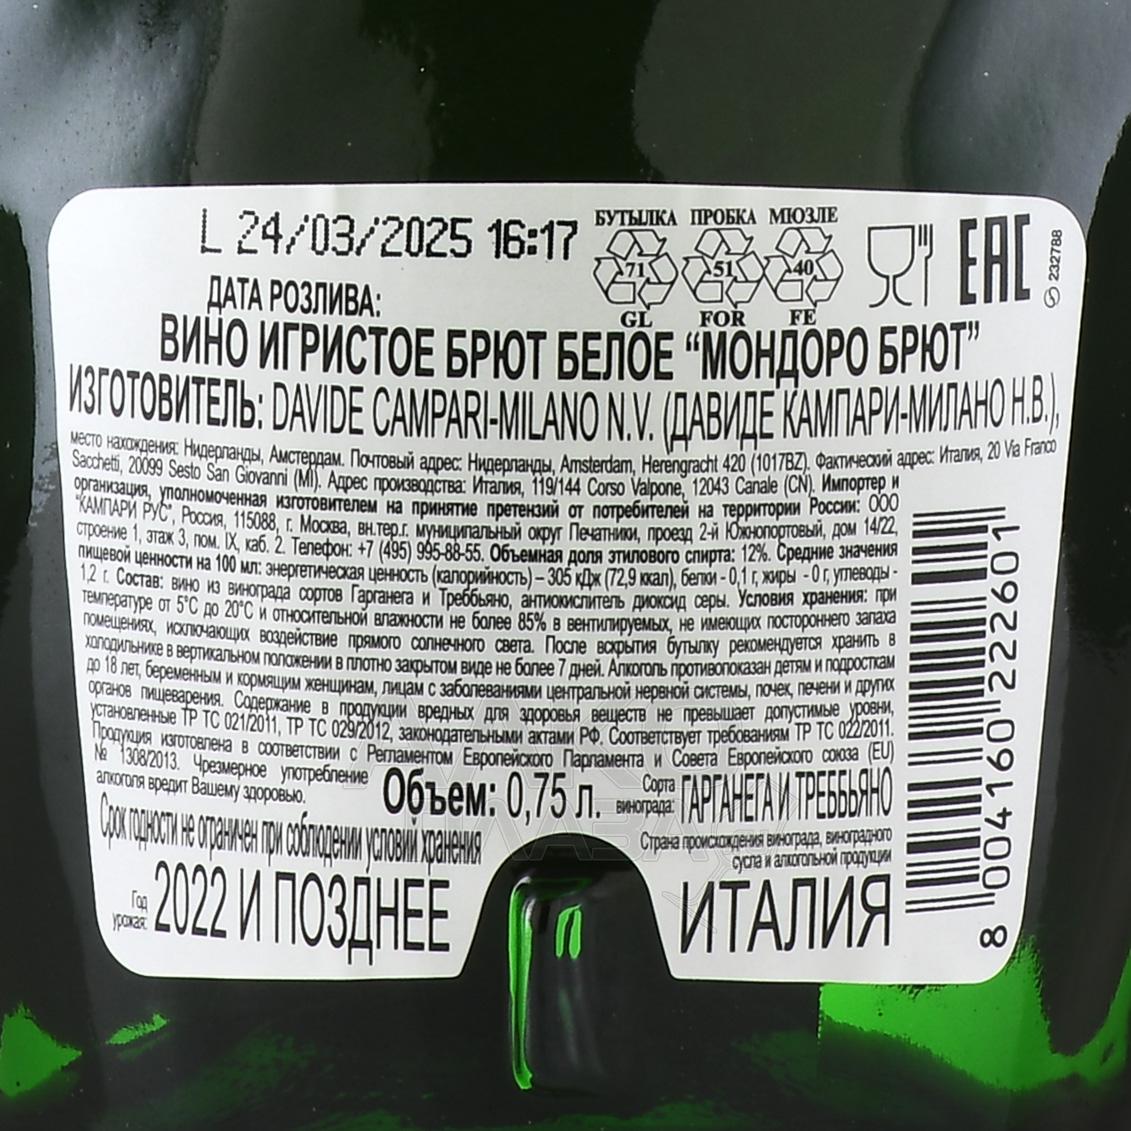 L 24/03/2025 16:17
БУТЫЛКА ПРОБКА МЮЗЛЕ
71 51 40
GL FOR FE
EAC
232788
ДАТА РОЗЛИВА:
ВИНО ИГРИСТОЕ БРЮТ БЕЛОЕ “МОНДОРО БРЮТ”
ИЗГОТОВИТЕЛЬ: DAVIDE CAMPARI-MILANO N.V. (ДАВИДЕ КАМПАРИ-МИЛАНО Н.В.),
место нахождения: Нидерланды, Амстердам. Почтовый адрес: Нидерланды, Amsterdam, Herengracht 420 (1017BZ). Фактический адрес: Италия, 20 Via Franco
Sacchetti, 20099 Sesto San Giovanni (MI). Адрес производства: Италия, 119/144 Corso Valpone, 12043 Canale (CN). Импортер и
организация, уполномоченная изготовителем на принятие претензий от потребителей на территории России: ООО
"КАМПАРИ РУС", Россия, 115088, г. Москва, вн.тер.г. муниципальный округ Печатники, проезд 2-й Южнопортовый, дом 14/22,
строение 1, этаж 3, пом. IX, каб. 2. Телефон: +7 (495) 995-88-55. Объемная доля этилового спирта: 12%. Средние значения
пищевой ценности на 100 мл: энергетическая ценность (калорийность) – 305 кДж (72,9 ккал), белки - 0,1 г, жиры - 0 г, углеводы -
1,2 г. Состав: вино из винограда сортов Гарганега и Треббьяно, антиокислитель диоксид серы. Условия хранения: при
температуре от 5°С до 20°С и относительной влажности не более 85% в вентилируемых, не имеющих постороннего запаха
помещениях, исключающих воздействие прямого солнечного света. После вскрытия бутылку рекомендуется хранить в
холодильнике в вертикальном положении в плотно закрытом виде не более 7 дней. Алкоголь противопоказан детям и подросткам
до 18 лет, беременным и кормящим женщинам, лицам с заболеваниями центральной нервной системы, почек, печени и других
органов пищеварения. Содержание в продукции вредных для здоровья веществ не превышает допустимые уровни,
установленные ТР ТС 021/2011, ТР ТС 029/2012, законодательными актами РФ. Соответствует требованиям ТР ТС 022/2011.
Продукция изготовлена в соответствии с Регламентом Европейского Парламента и Совета Европейского союза (EU)
№ 1308/2013. Чрезмерное употребление
алкоголя вредит Вашему здоровью.
Объем: 0,75 л.
Сорта
винограда: ГАРГАНЕГА И ТРЕББЬЯНО
Срок годности не ограничен при соблюдении условий хранения
Страна происхождения винограда, виноградного
сусла и алкогольной продукции
Год
урожая: 2022 И ПОЗДНЕЕ
ИТАЛИЯ
8 004160 222601